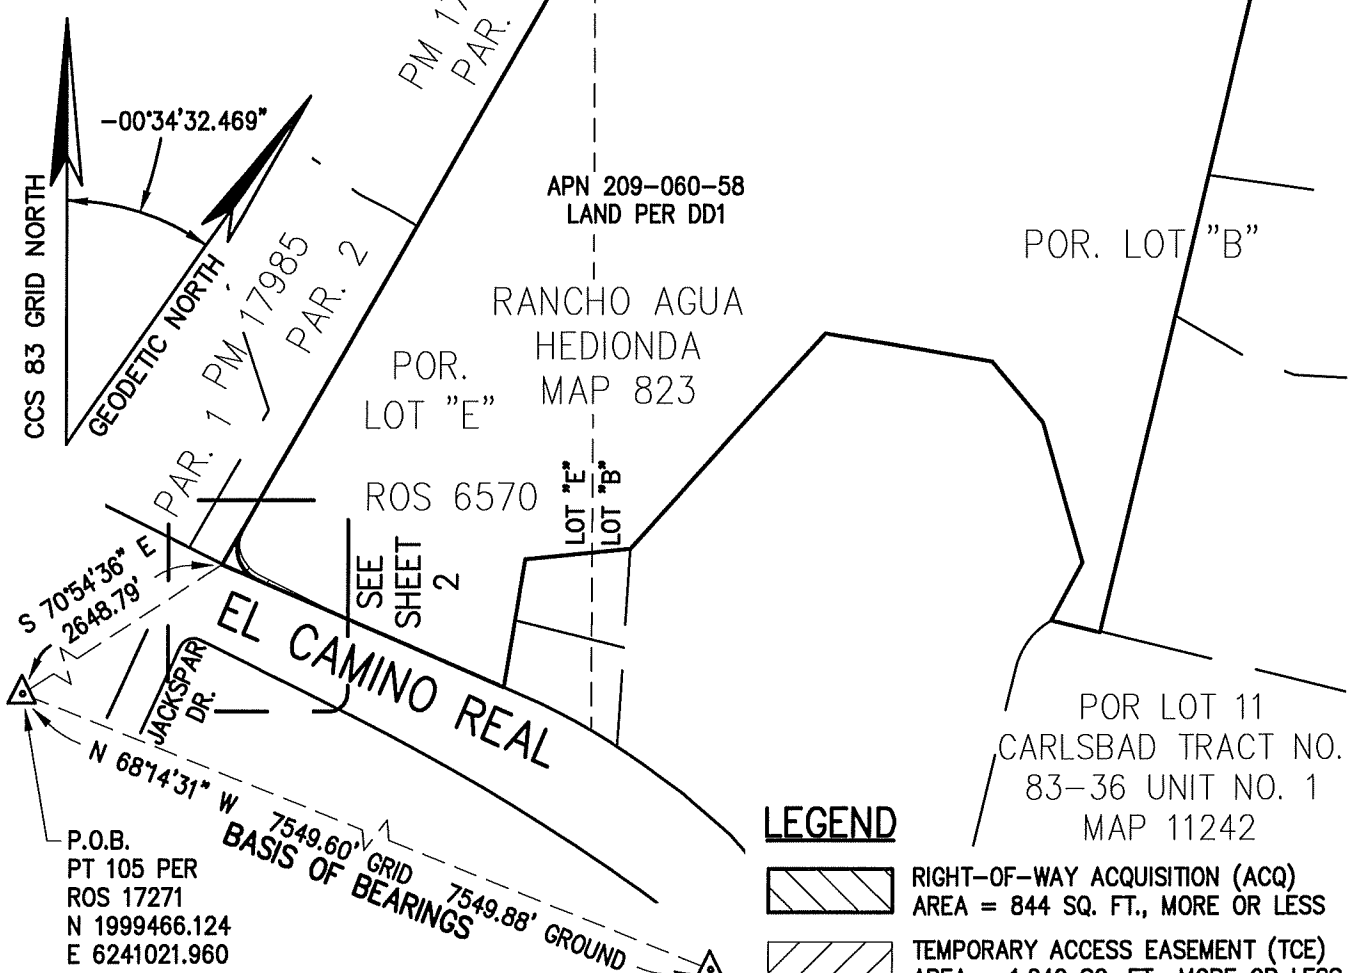 PM 17
PAR.
-00°34'32.469"
CCS 83 GRID NORTH
GEODETIC NORTH
PAR. 1 PM 17985
PAR. 2
APN 209-060-58
LAND PER DD1
RANCHO AGUA
HEDIONDA
MAP 823
POR. LOT "B"
POR.
LOT "E"
ROS 6570
LOT "E"
LOT "B"
SEE
SHEET
2
S 70°54'36" E
2648.79'
EL CAMINO REAL
JACKSPAR
DR.
N 68°14'31" W
7549.60' GRID
7549.88' GROUND
BASIS OF BEARINGS
P.O.B.
PT 105 PER
ROS 17271
N 1999466.124
E 6241021.960
POR LOT 11
CARLSBAD TRACT NO.
83-36 UNIT NO. 1
MAP 11242
LEGEND
RIGHT-OF-WAY ACQUISITION (ACQ)
AREA = 844 SQ. FT., MORE OR LESS
TEMPORARY ACCESS EASEMENT (TCE)